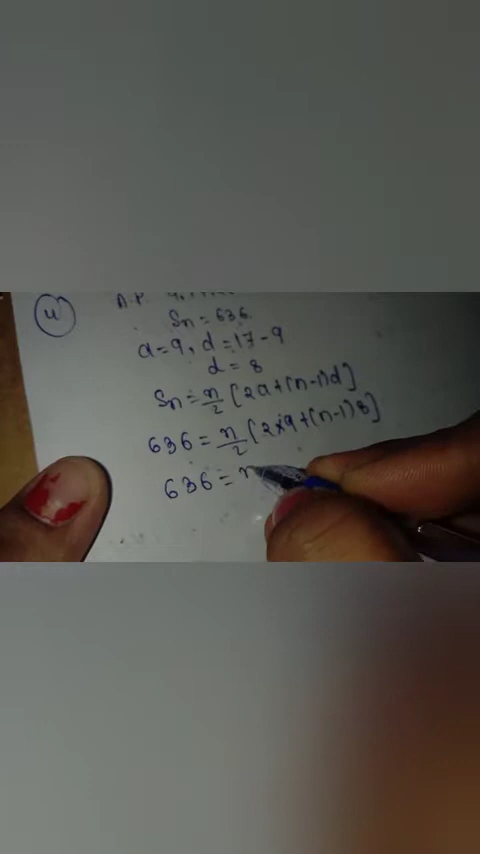 4
A.P.
Sn = 636.
a = 9, d = 17 - 9
d = 8
Sn = n/2 [2a + (n-1)d]
636 = n/2 [2×9 + (n-1)8]
636 = n